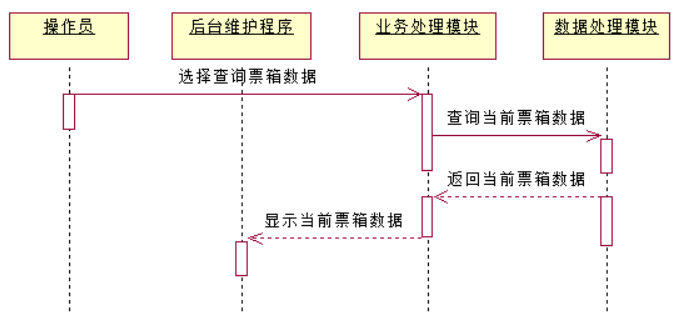 操作员
后台维护程序
业务处理模块
数据处理模块
选择查询票箱数据
查询当前票箱数据
返回当前票箱数据
显示当前票箱数据